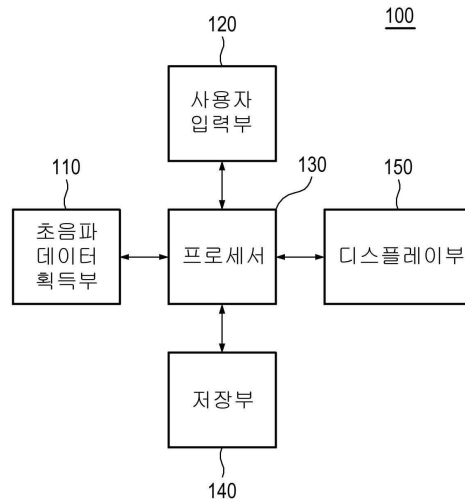 100
120
사용자
입력부
110
130
150
초음파
데이터
획득부
프로세서
디스플레이부
저장부
140